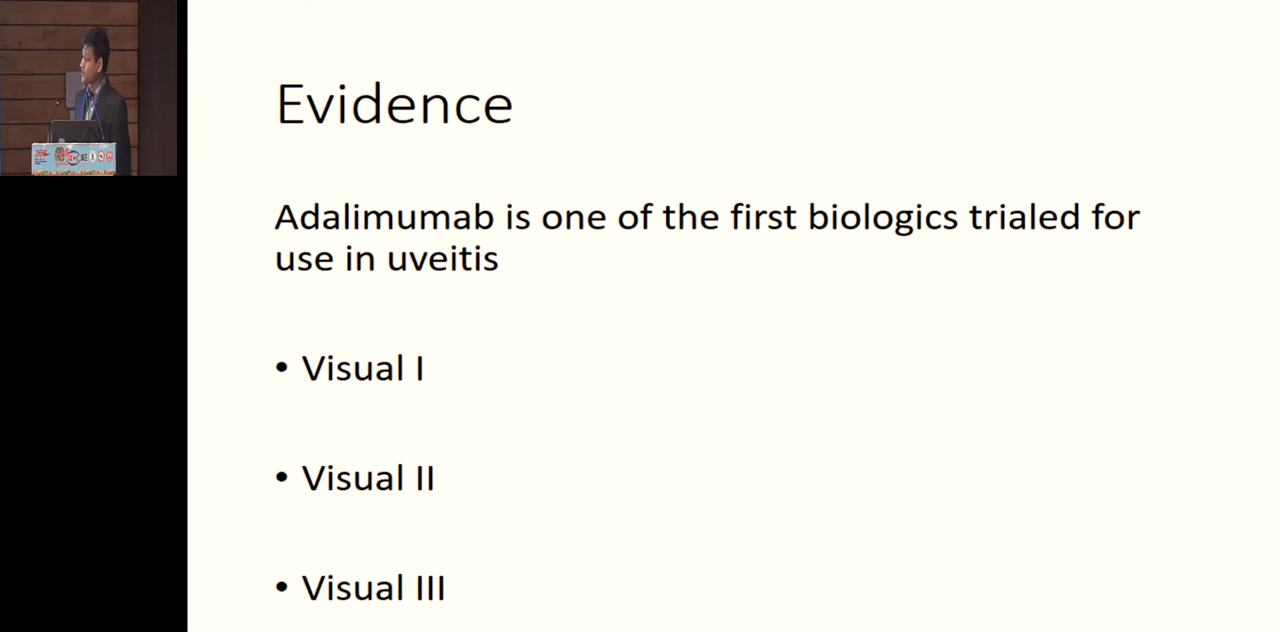 Evidence
Adalimumab is one of the first biologics trialed for
use in uveitis
• Visual I
• Visual II
• Visual III